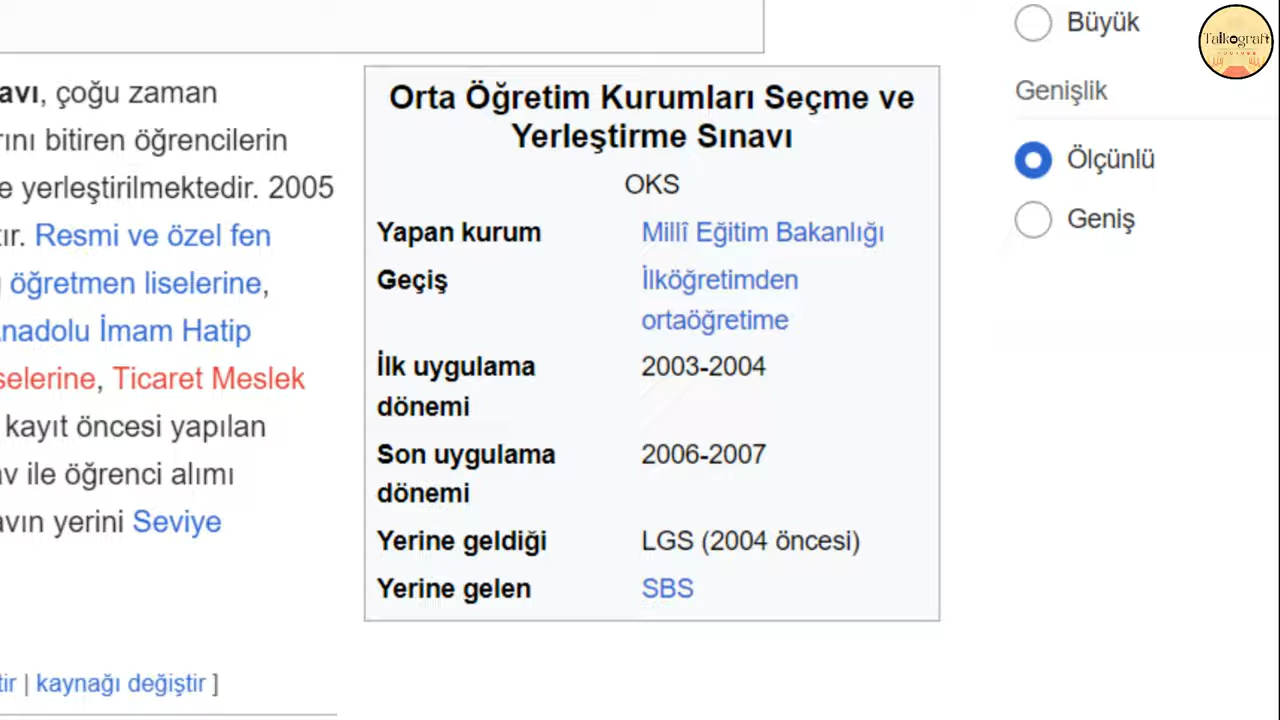 avı, çoğu zaman
rını bitiren öğrencilerin
e yerleştirilmektedir. 2005
ır. Resmi ve özel fen
öğretmen liselerine,
nadolu İmam Hatip
selerine, Ticaret Meslek
kayıt öncesi yapılan
v ile öğrenci alımı
avın yerini Seviye
tir | kaynağı değiştir ]
Orta Öğretim Kurumları Seçme ve
Yerleştirme Sınavı
OKS
Yapan kurum Millî Eğitim Bakanlığı
Geçiş İlköğretimden
ortaöğretime
İlk uygulama 2003-2004
dönemi
Son uygulama 2006-2007
dönemi
Yerine geldiği LGS (2004 öncesi)
Yerine gelen SBS
Büyük
Genişlik
Ölçünlü
Geniş
Talkograft